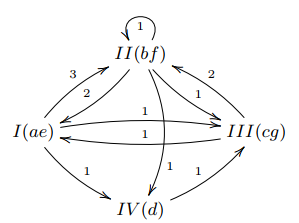 1
II(bf)
3 2 1 2
1
I(ae) III(cg)
1
1 1 1
IV(d)